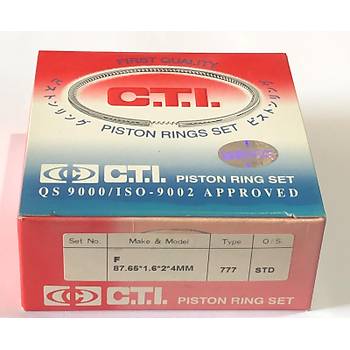 FIRST QUALITY
C.T.I.
PISTON RINGS SET
ピストンリング
ピストンリング
C.T.I. PISTON RING SET
QS 9000/ISO-9002 APPROVED
Set No. Make & Model Type O/S.
F
87.65*1.6*2*4MM 777 STD
C.T.I. PISTON RING SET